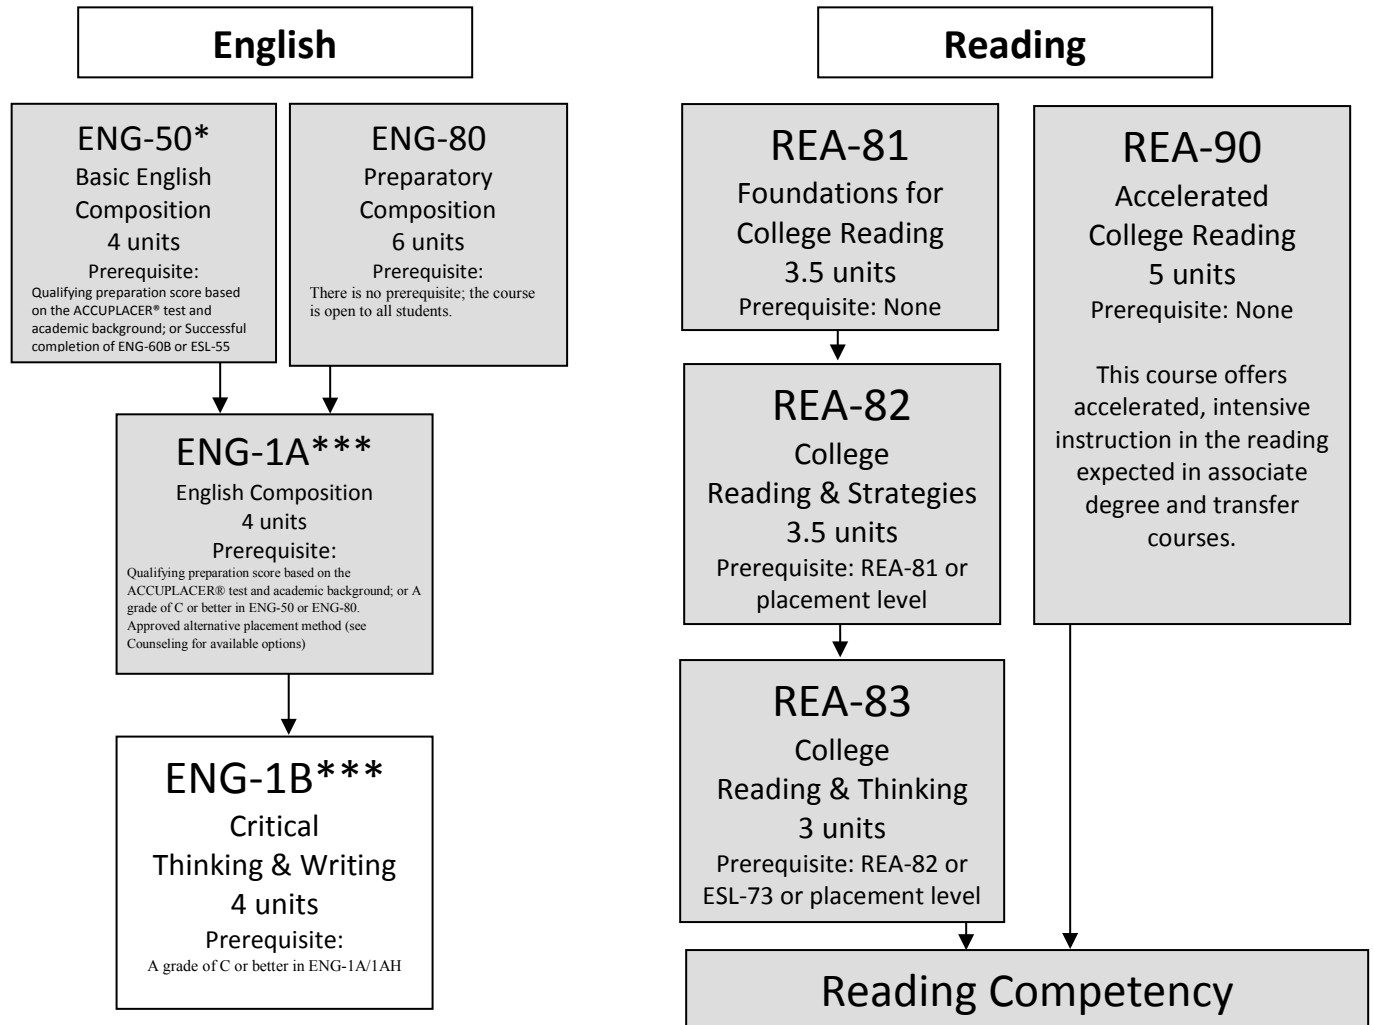 English
ENG-50*
Basic English
Composition
4 units
Prerequisite:
Qualifying preparation score based
on the ACCUPLACER® test and
academic background; or Successful
completion of ENG-60B or ESL-55
ENG-80
Preparatory
Composition
6 units
Prerequisite:
There is no prerequisite; the course
is open to all students.
ENG-1A***
English Composition
4 units
Prerequisite:
Qualifying preparation score based on the
ACCUPLACER® test and academic background; or A
grade of C or better in ENG-50 or ENG-80.
Approved alternative placement method (see
Counseling for available options)
ENG-1B***
Critical
Thinking & Writing
4 units
Prerequisite:
A grade of C or better in ENG-1A/1AH
Reading
REA-81
Foundations for
College Reading
3.5 units
Prerequisite: None
REA-82
College
Reading & Strategies
3.5 units
Prerequisite: REA-81 or
placement level
REA-83
College
Reading & Thinking
3 units
Prerequisite: REA-82 or
ESL-73 or placement level
REA-90
Accelerated
College Reading
5 units
Prerequisite: None
This course offers
accelerated, intensive
instruction in the reading
expected in associate
degree and transfer
courses.
Reading Competency